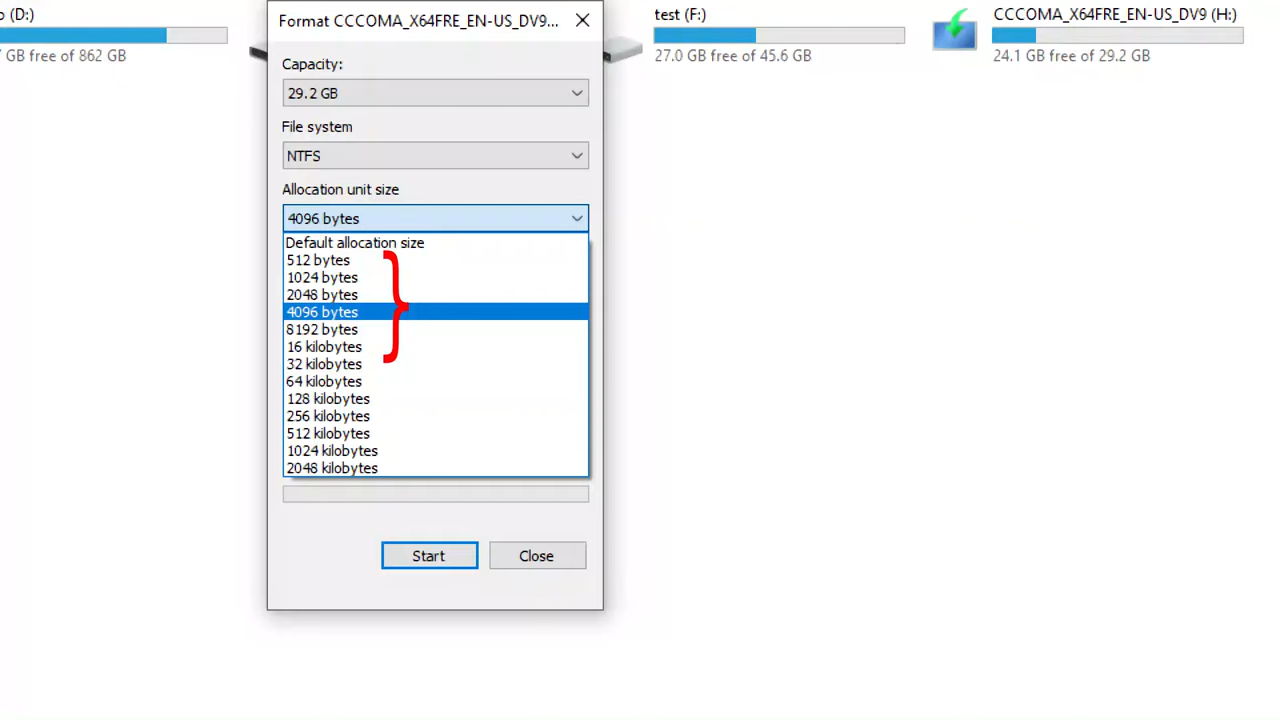 o (D:)
GB free of 862 GB
Format CCCOMA_X64FRE_EN-US_DV9...
Capacity:
29.2 GB
File system
NTFS
Allocation unit size
4096 bytes
Default allocation size
512 bytes
1024 bytes
2048 bytes
4096 bytes
8192 bytes
16 kilobytes
32 kilobytes
64 kilobytes
128 kilobytes
256 kilobytes
512 kilobytes
1024 kilobytes
2048 kilobytes
Start
Close
test (F:)
27.0 GB free of 45.6 GB
CCCOMA_X64FRE_EN-US_DV9 (H:)
24.1 GB free of 29.2 GB